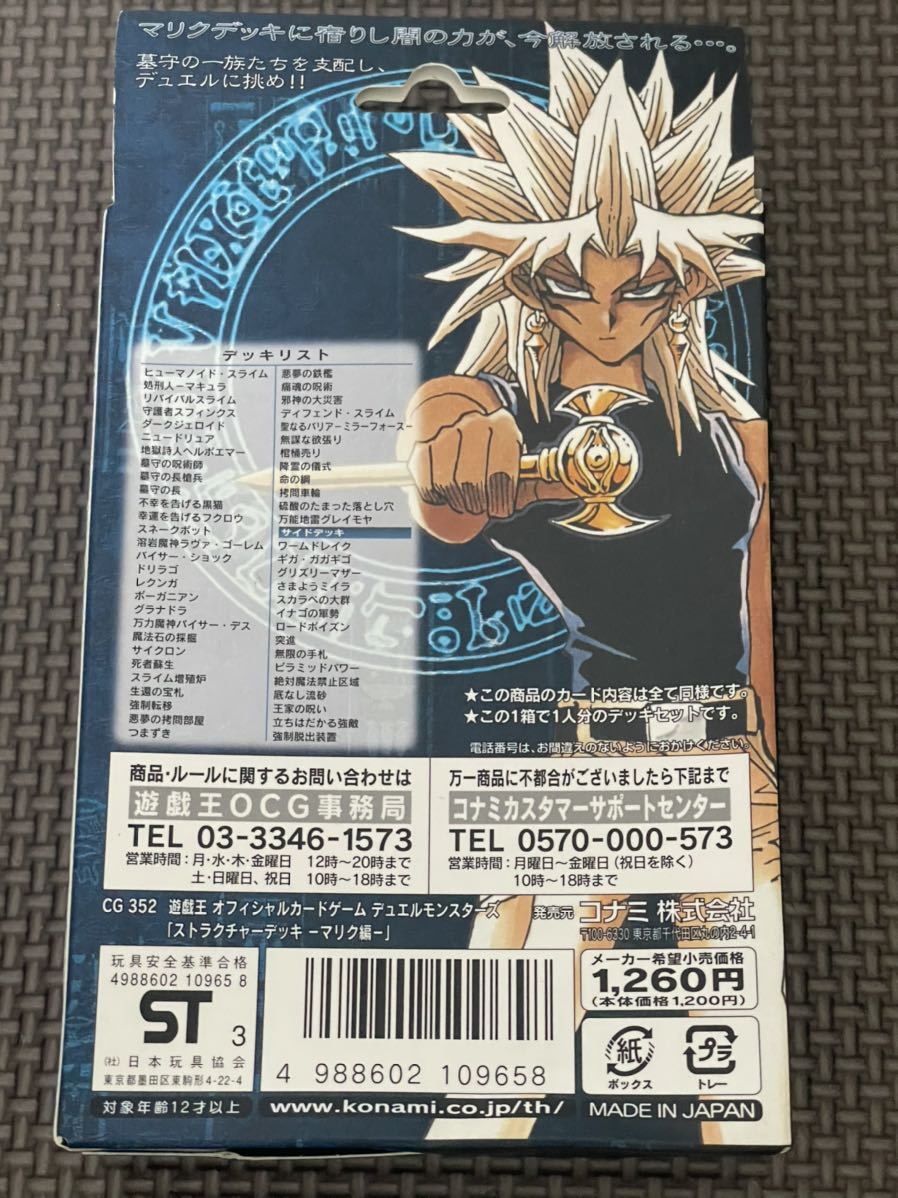 マリクデッキに宿りし闇の力が、今解放される…。
墓守の一族たちを支配し、
デュエルに挑め!!
デッキリスト
ヒューマノイド・スライム
処刑人ーマキュラ
リバイバルスライム
守護者スフィンクス
ダークジェロイド
ニュードリュア
地獄詩人ヘルポエマー
墓守の呪術師
墓守の長槍兵
墓守の長
不幸を告げる黒猫
幸運を告げるフクロウ
スネークポット
溶岩魔神ラヴァ・ゴーレム
バイサー・ショック
ドリラゴ
レクンガ
ボーガニアン
グラナドラ
万力魔神バイサー・デス
魔法石の採掘
サイクロン
死者蘇生
スライム増殖炉
生還の宝札
強制転移
悪夢の拷問部屋
つまずき
悪夢の鉄檻
痛魂の呪術
邪神の大災害
ディフェンド・スライム
聖なるバリアーミラーフォースー
無謀な欲張り
棺桶売り
降霊の儀式
命の綱
拷問車輪
硫酸のたまった落とし穴
万能地雷グレイモヤ
サイドデッキ
ワームドレイク
ギガ・ガガギゴ
グリズリーマザー
さまようミイラ
スカラベの大群
イナゴの軍勢
ロードポイズン
突進
無限の手札
ピラミッドパワー
絶対魔法禁止区域
底なし流砂
王家の呪い
立ちはだかる強敵
強制脱出装置
★この商品のカード内容は全て同様です。
★この1箱で1人分のデッキセットです。
電話番号は、お間違えのないようにおかけください。
商品・ルールに関するお問い合わせは
遊戯王OCG事務局
TEL 03-3346-1573
営業時間：月・水・木・金曜日 12時〜20時まで
土・日曜日、祝日 10時〜18時まで
万一商品に不都合がございましたら下記まで
コナミカスタマーサポートセンター
TEL 0570-000-573
営業時間：月曜日〜金曜日(祝日を除く)
10時〜18時まで
CG 352 遊戯王 オフィシャルカードゲーム デュエルモンスターズ
「ストラクチャーデッキ ーマリク編ー」
発売元 コナミ 株式会社
〒100-6330 東京都千代田区丸の内2-4-1
玩具安全基準合格
4988602 10965 8
ST 3
(社)日本玩具協会
東京都墨田区東駒形4-22-4
対象年齢12才以上
4 988602 109658
www.konami.co.jp/th/
メーカー希望小売価格
1,260円
(本体価格1,200円)
紙
ボックス
プラ
トレー
MADE IN JAPAN